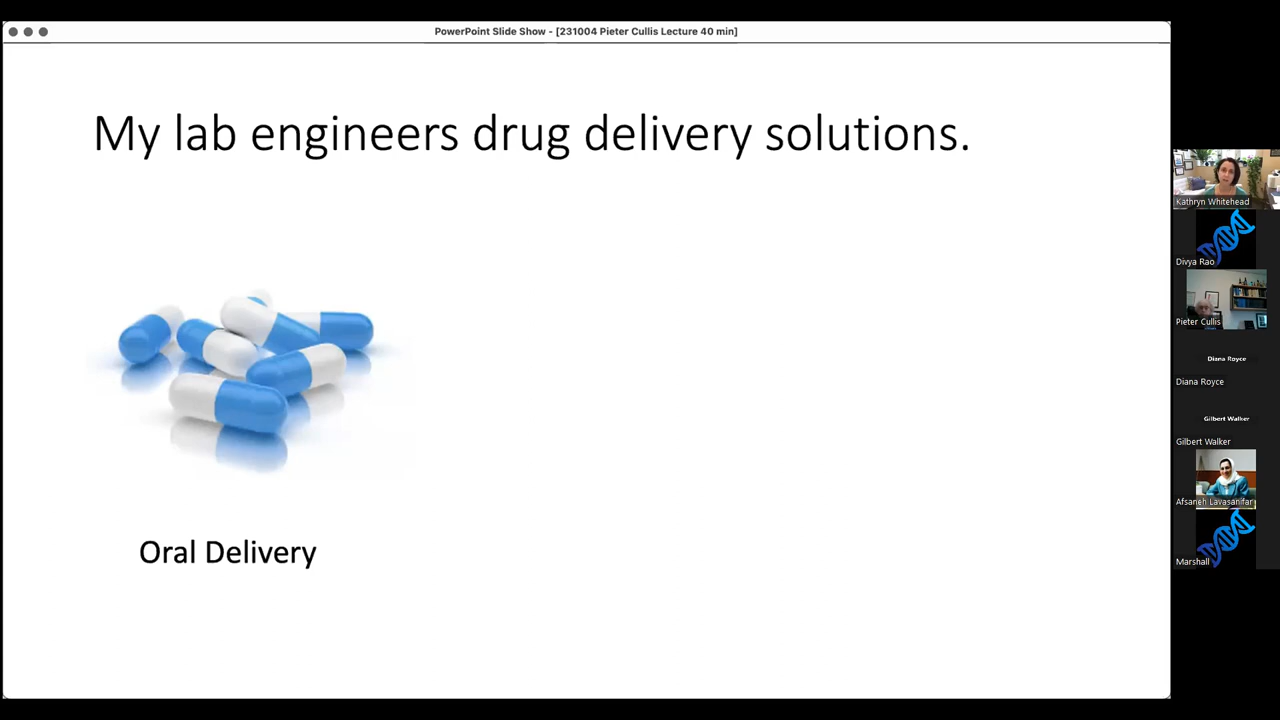 PowerPoint Slide Show - [231004 Pieter Cullis Lecture 40 min]
My lab engineers drug delivery solutions.
Oral Delivery
Kathryn Whitehead
Divya Rao
Pieter Cullis
Diana Royce
Diana Royce
Gilbert Walker
Gilbert Walker
Afsaneh Lavasanifar
Marshall